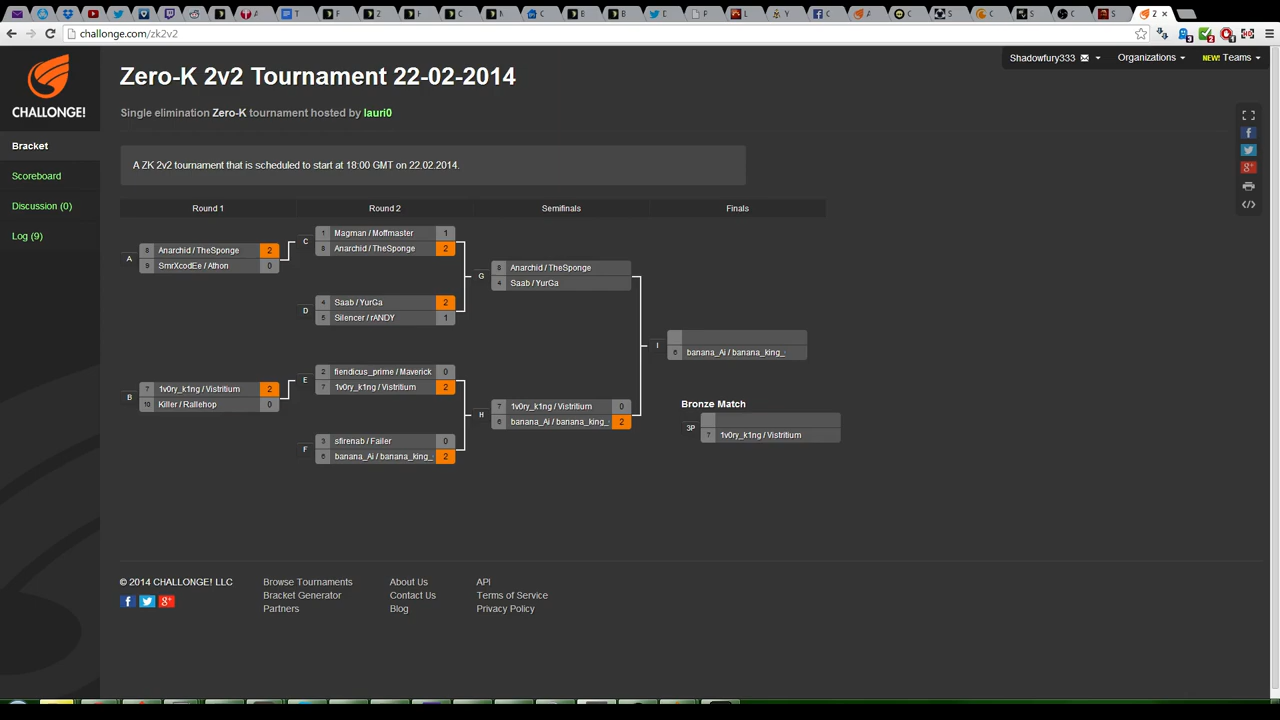 challonge.com/zk2v2
Shadowfury333
Organizations
NEW! Teams
CHALLONGE!
Zero-K 2v2 Tournament 22-02-2014
Single elimination Zero-K tournament hosted by lauri0
Bracket
Scoreboard
Discussion (0)
Log (9)
A ZK 2v2 tournament that is scheduled to start at 18:00 GMT on 22.02.2014.
Round 1
Round 2
Semifinals
Finals
A
8 Anarchid / TheSponge 2
9 SmrXcodEe / Athon 0
B
7 1v0ry_k1ng / Vistritium 2
10 Killer / Rallehop 0
C
1 Magman / Moffmaster 1
8 Anarchid / TheSponge 2
D
4 Saab / YurGa 2
5 Silencer / rANDY 1
E
2 fiendicus_prime / Maverick 0
7 1v0ry_k1ng / Vistritium 2
F
3 sfirenab / Failer 0
6 banana_Ai / banana_king_ 2
G
8 Anarchid / TheSponge
4 Saab / YurGa
H
7 1v0ry_k1ng / Vistritium 0
6 banana_Ai / banana_king_ 2
I
6 banana_Ai / banana_king_
Bronze Match
3P
7 1v0ry_k1ng / Vistritium
© 2014 CHALLONGE! LLC
Browse Tournaments
Bracket Generator
Partners
About Us
Contact Us
Blog
API
Terms of Service
Privacy Policy